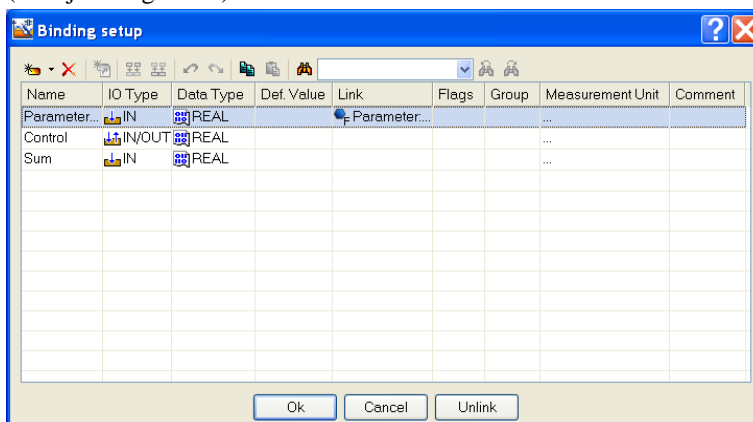 Binding setup
Name IO Type Data Type Def. Value Link Flags Group Measurement Unit Comment
Parameter... IN REAL Parameter:... ...
Control IN/OUT REAL ...
Sum IN REAL ...
Ok Cancel Unlink